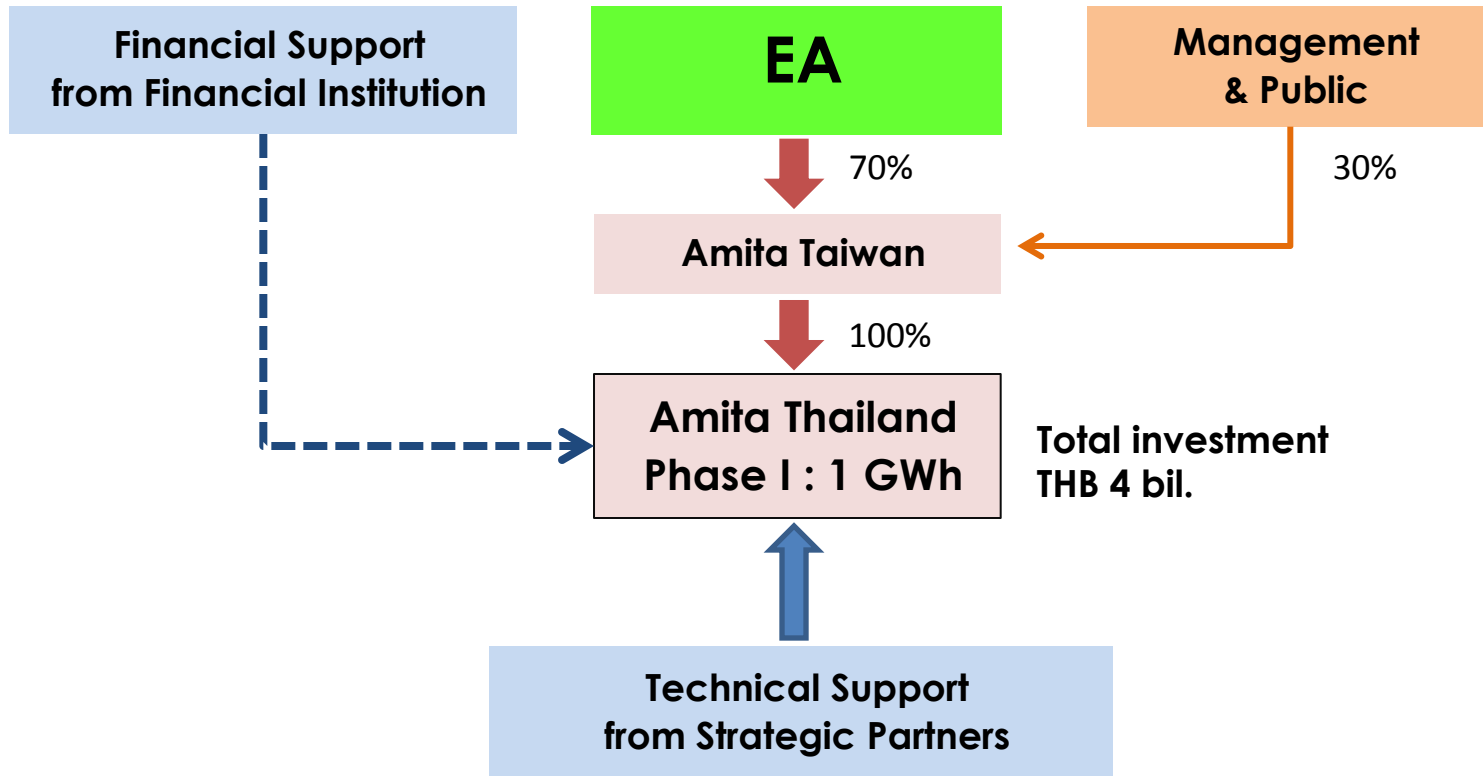 Financial Support
from Financial Institution
EA
Management
& Public
70%
30%
Amita Taiwan
100%
Amita Thailand
Phase I : 1 GWh
Total investment
THB 4 bil.
Technical Support
from Strategic Partners